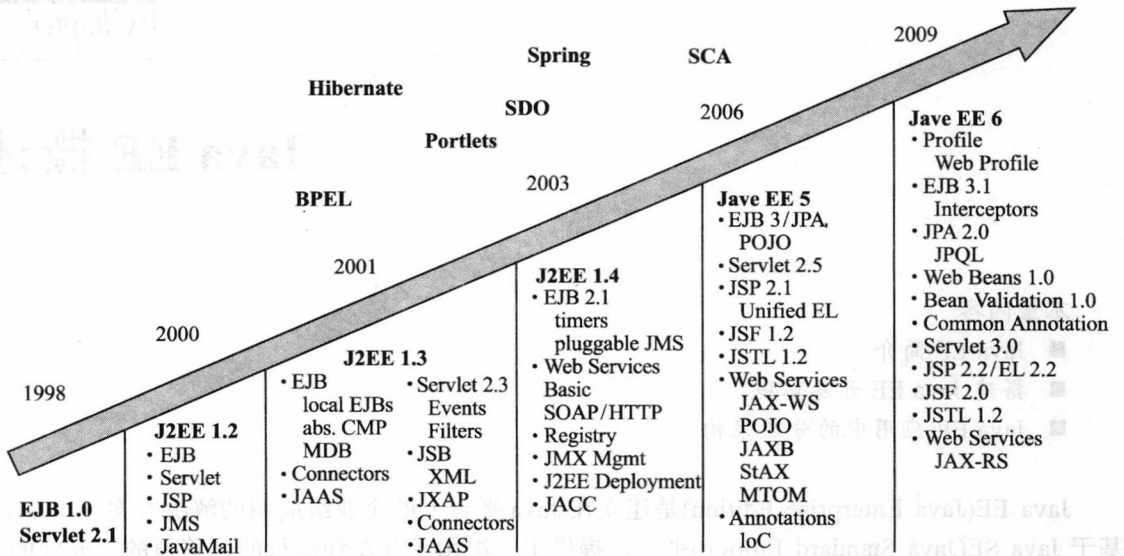 1998
EJB 1.0
Servlet 2.1
2000
J2EE 1.2
· EJB
· Servlet
· JSP
· JMS
· JavaMail
2001
J2EE 1.3
· EJB
local EJBs
abs. CMP
MDB
· Connectors
· JAAS
· Servlet 2.3
Events
Filters
· JSB
XML
· JXAP
· Connectors
· JAAS
BPEL
Hibernate
Portlets
SDO
Spring
SCA
2003
J2EE 1.4
· EJB 2.1
timers
pluggable JMS
· Web Services
Basic
SOAP/HTTP
· Registry
· JMX Mgmt
· J2EE Deployment
· JACC
2006
Jave EE 5
· EJB 3/JPA
POJO
· Servlet 2.5
· JSP 2.1
Unified EL
· JSF 1.2
· JSTL 1.2
· Web Services
JAX-WS
POJO
JAXB
StAX
MTOM
· Annotations
IoC
2009
Jave EE 6
· Profile
Web Profile
· EJB 3.1
Interceptors
· JPA 2.0
JPQL
· Web Beans 1.0
· Bean Validation 1.0
· Common Annotation
· Servlet 3.0
· JSP 2.2/EL 2.2
· JSF 2.0
· JSTL 1.2
· Web Services
JAX-RS